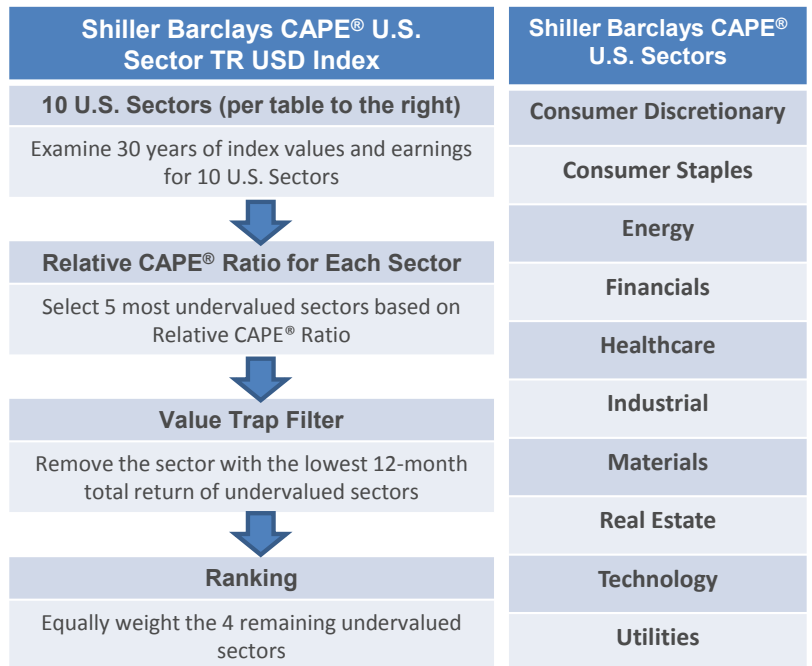 Shiller Barclays CAPE® U.S.
Sector TR USD Index
10 U.S. Sectors (per table to the right)
Examine 30 years of index values and earnings
for 10 U.S. Sectors
Relative CAPE® Ratio for Each Sector
Select 5 most undervalued sectors based on
Relative CAPE® Ratio
Value Trap Filter
Remove the sector with the lowest 12-month
total return of undervalued sectors
Ranking
Equally weight the 4 remaining undervalued
sectors
Shiller Barclays CAPE®
U.S. Sectors
Consumer Discretionary
Consumer Staples
Energy
Financials
Healthcare
Industrial
Materials
Real Estate
Technology
Utilities